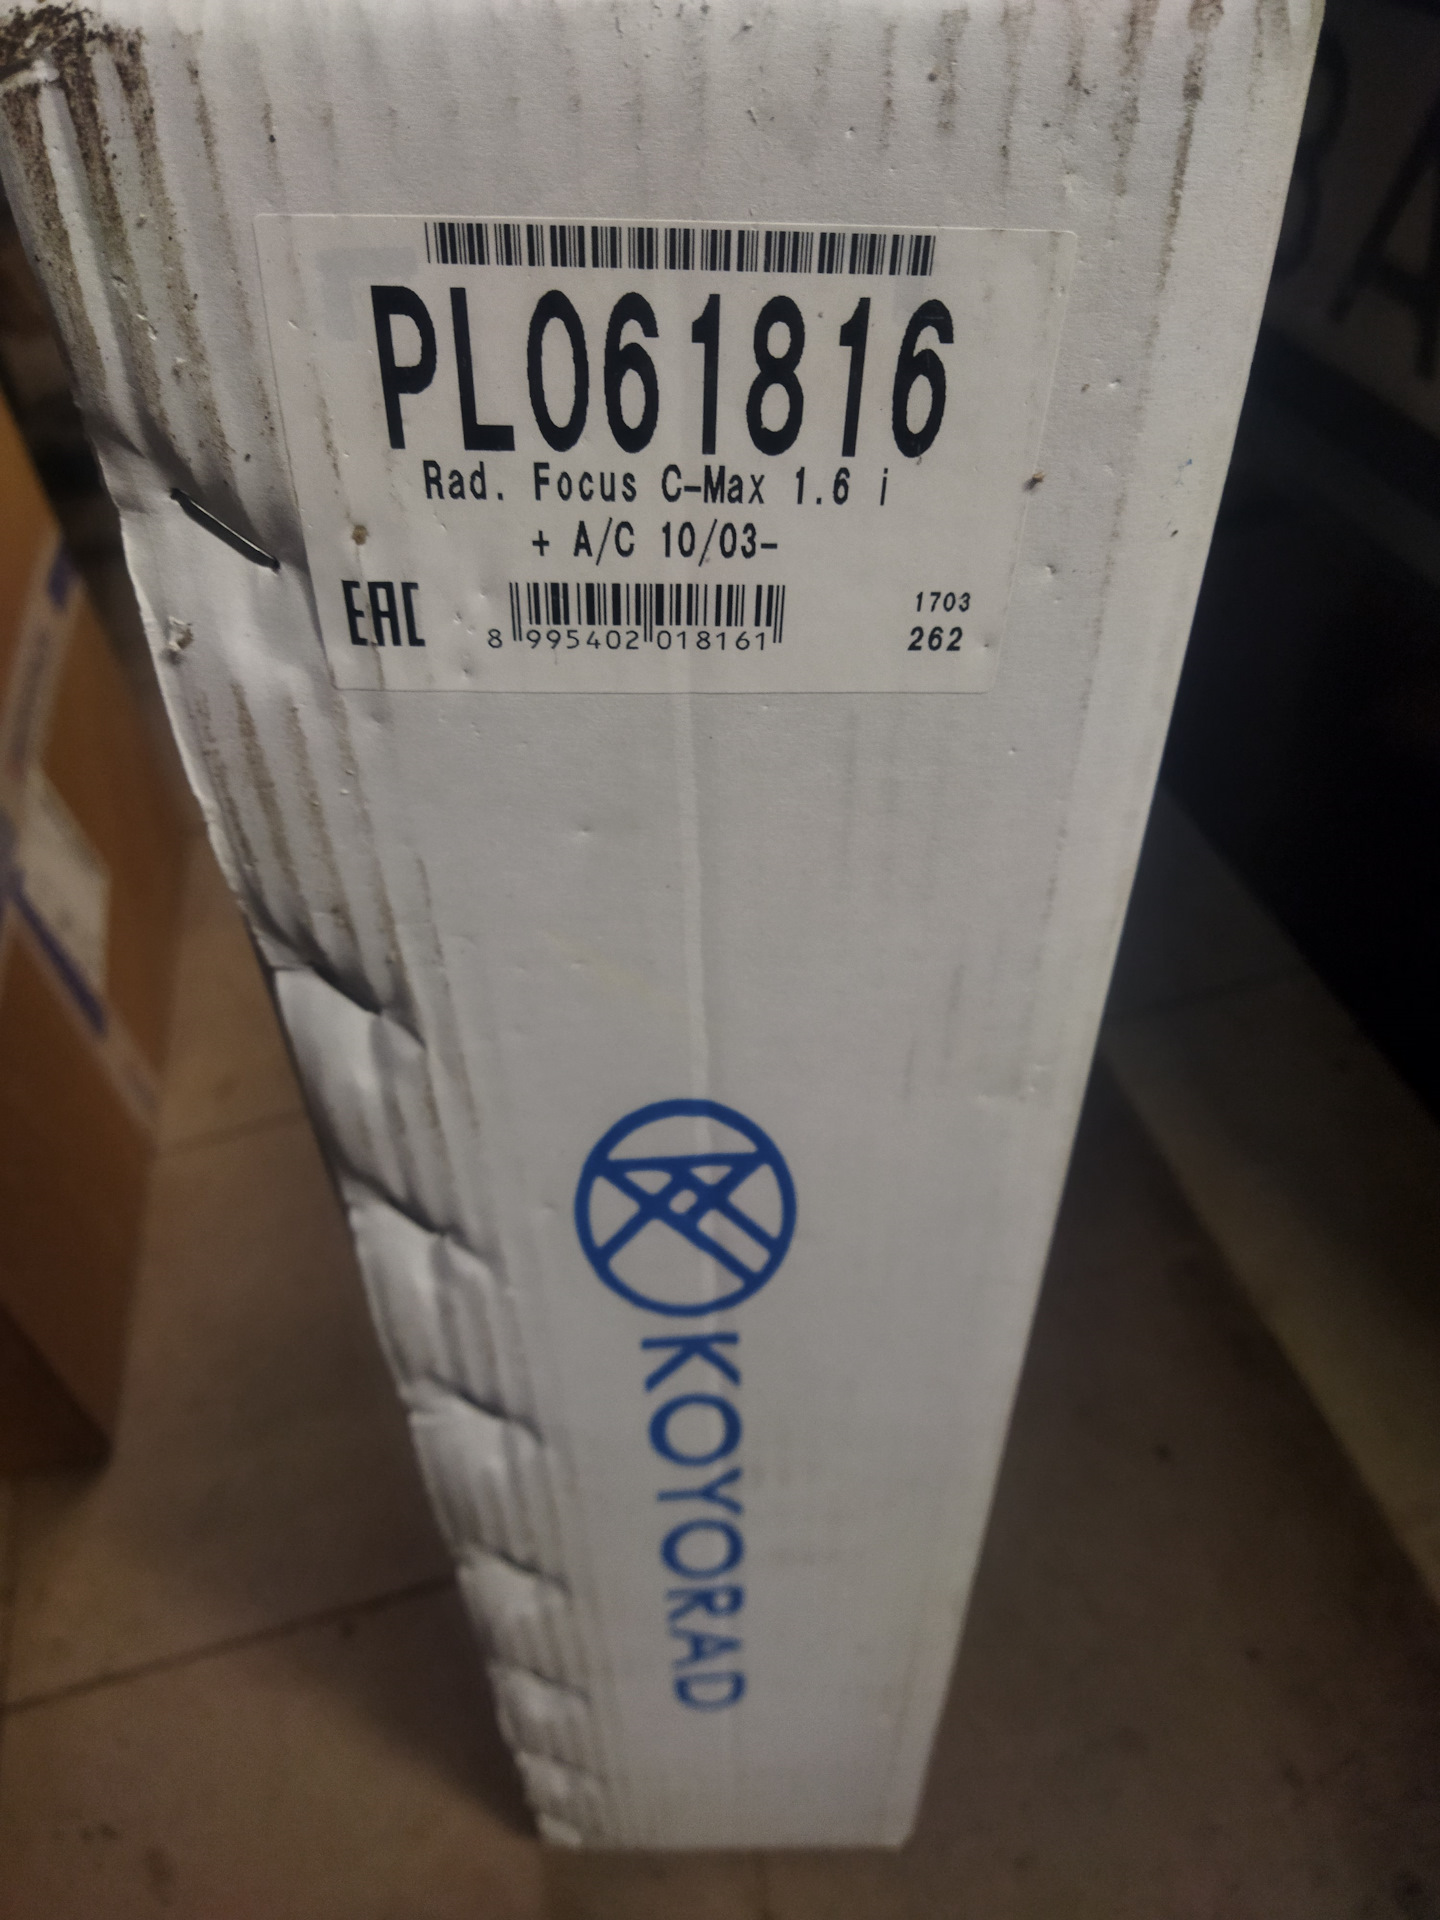 PL061816
Rad. Focus C-Max 1.6 i
+ A/C 10/03-
EAC
8 995402 018161
1703
262
KOYORAD